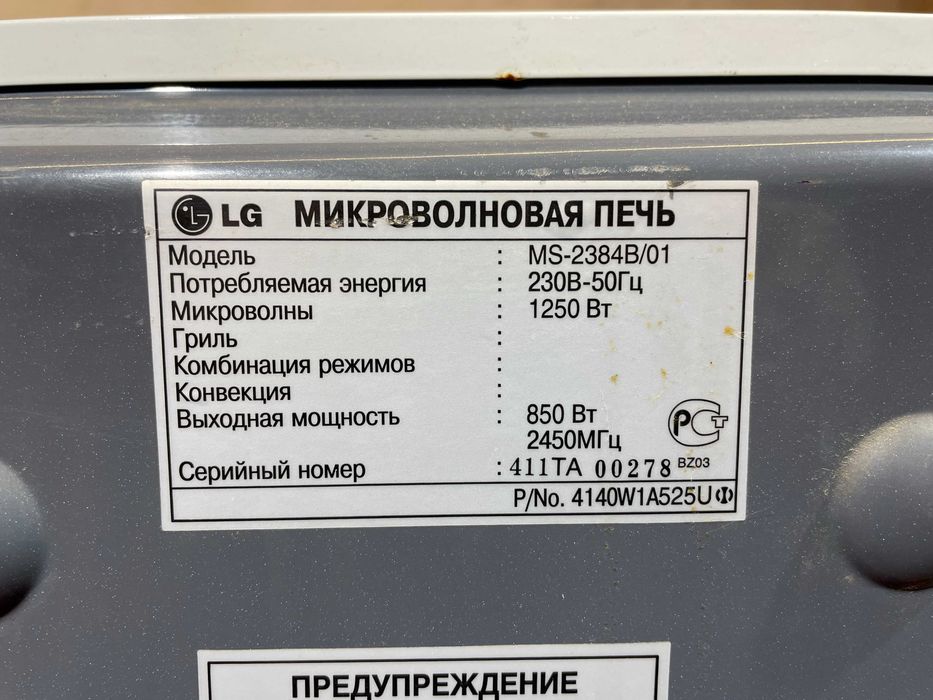 LG МИКРОВОЛНОВАЯ ПЕЧЬ
Модель : MS-2384B/01
Потребляемая энергия : 230В-50Гц
Микроволны : 1250 Вт
Гриль :
Комбинация режимов :
Конвекция :
Выходная мощность : 850 Вт
2450МГц
Серийный номер : 411TA 00278 BZ03
P/No. 4140W1A525U
ПРЕДУПРЕЖДЕНИЕ